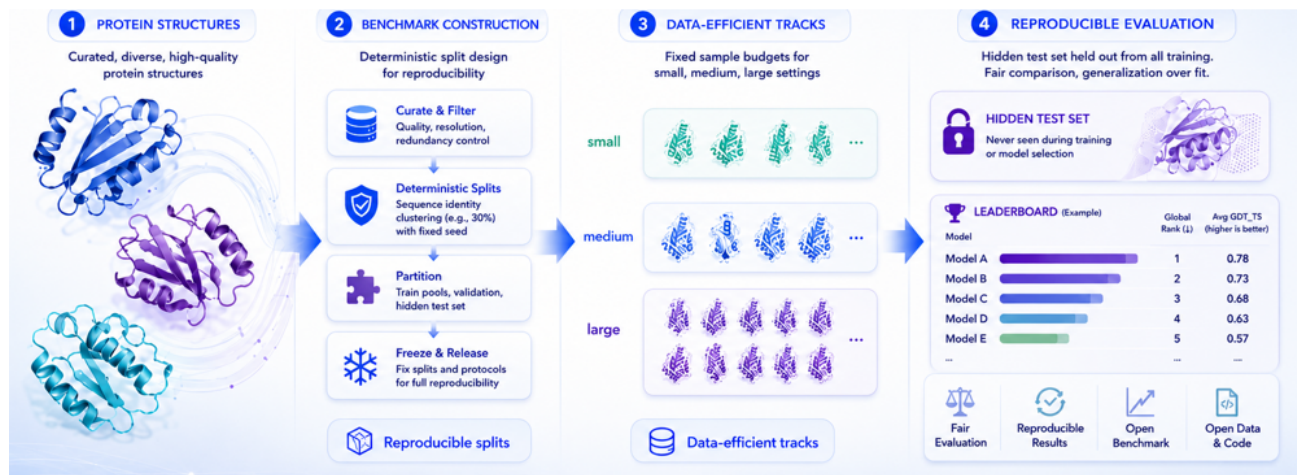 1 PROTEIN STRUCTURES
Curated, diverse, high-quality
protein structures
2 BENCHMARK CONSTRUCTION
Deterministic split design
for reproducibility
Curate & Filter
Quality, resolution,
redundancy control
Deterministic Splits
Sequence identity
clustering (e.g., 30%)
with fixed seed
Partition
Train pools, validation,
hidden test set
Freeze & Release
Fix splits and protocols
for full reproducibility
Reproducible splits
3 DATA-EFFICIENT TRACKS
Fixed sample budgets for
small, medium, large settings
small
...
medium
...
large
...
Data-efficient tracks
4 REPRODUCIBLE EVALUATION
Hidden test set held out from all training.
Fair comparison, generalization over fit.
HIDDEN TEST SET
Never seen during training
or model selection
LEADERBOARD (Example)
Model
Global
Rank (↓)
Avg GDT_TS
(higher is better)
Model A 1 0.78
Model B 2 0.73
Model C 3 0.68
Model D 4 0.63
Model E 5 0.57
... ... ...
Fair
Evaluation
Reproducible
Results
Open
Benchmark
</>
Open Data
& Code